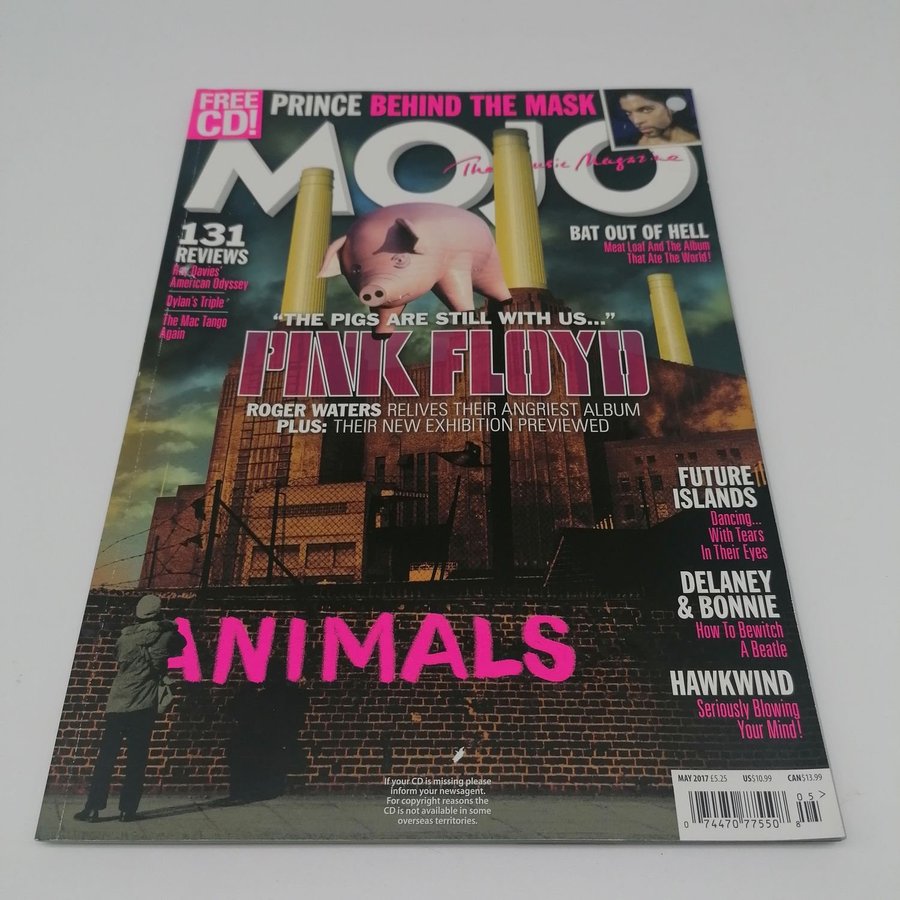 FREE
CD!
PRINCE BEHIND THE MASK
MOJO
The Music Magazine
131
REVIEWS
Ray Davies'
American Odyssey
Dylan's Triple
The Mac Tango
Again
BAT OUT OF HELL
Meat Loaf And The Album
That Ate The World!
"THE PIGS ARE STILL WITH US..."
PINK FLOYD
ROGER WATERS RELIVES THEIR ANGRIEST ALBUM
PLUS: THEIR NEW EXHIBITION PREVIEWED
FUTURE
ISLANDS
Dancing...
With Tears
In Their Eyes
DELANEY
& BONNIE
How To Bewitch
A Beatle
HAWKWIND
Seriously Blowing
Your Mind!
ANIMALS
If your CD is missing please
inform your newsagent.
For copyright reasons the
CD is not available in some
overseas territories.
MAY 2017 £5.25 US$10.99 CAN$13.99
05>
0 74470 77550 8